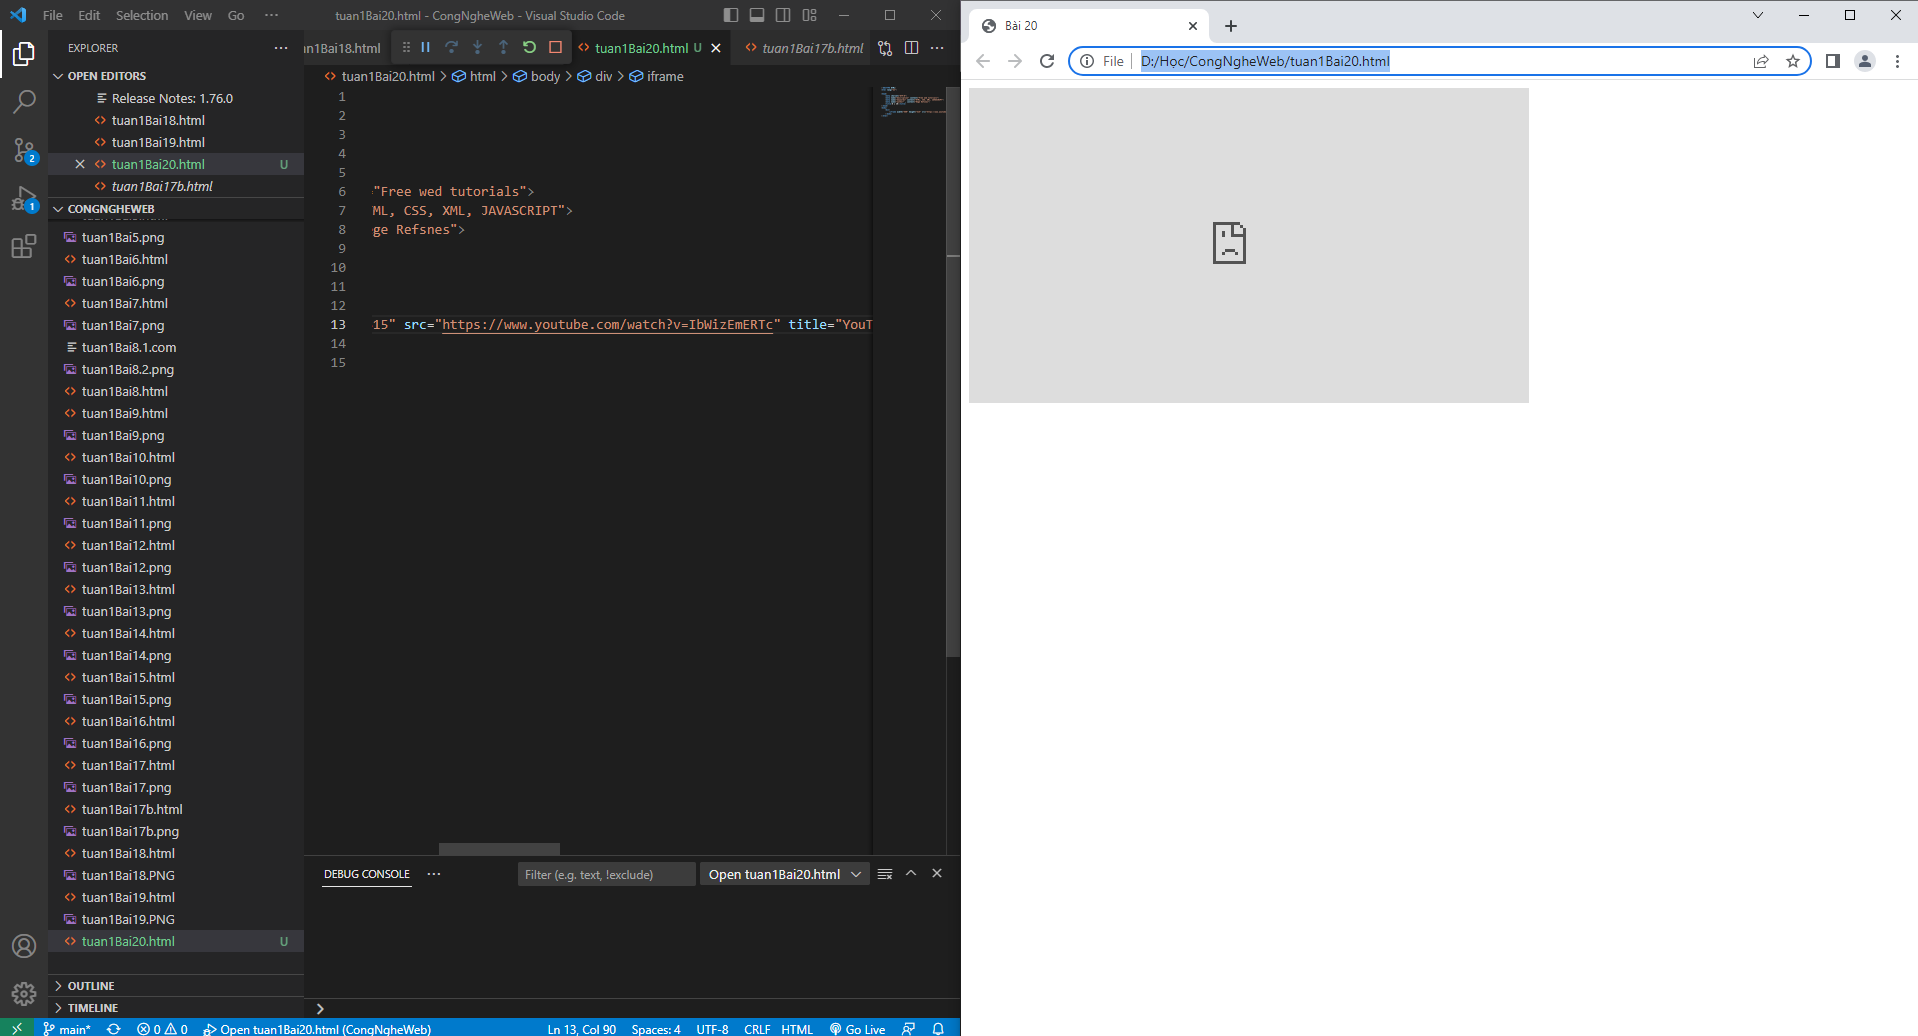 File Edit Selection View Go ··· tuan1Bai20.html - CongNgheWeb - Visual Studio Code
EXPLORER
OPEN EDITORS
Release Notes: 1.76.0
tuan1Bai18.html
tuan1Bai19.html
tuan1Bai20.html U
tuan1Bai17b.html
CONGNGHEWEB
tuan1Bai5.png
tuan1Bai6.html
tuan1Bai6.png
tuan1Bai7.html
tuan1Bai7.png
tuan1Bai8.1.com
tuan1Bai8.2.png
tuan1Bai8.html
tuan1Bai9.html
tuan1Bai9.png
tuan1Bai10.html
tuan1Bai10.png
tuan1Bai11.html
tuan1Bai11.png
tuan1Bai12.html
tuan1Bai12.png
tuan1Bai13.html
tuan1Bai13.png
tuan1Bai14.html
tuan1Bai14.png
tuan1Bai15.html
tuan1Bai15.png
tuan1Bai16.html
tuan1Bai16.png
tuan1Bai17.html
tuan1Bai17.png
tuan1Bai17b.html
tuan1Bai17b.png
tuan1Bai18.html
tuan1Bai18.PNG
tuan1Bai19.html
tuan1Bai19.PNG
tuan1Bai20.html U
OUTLINE
TIMELINE
2
1
an1Bai18.html tuan1Bai20.html U tuan1Bai17b.html
tuan1Bai20.html > html > body > div > iframe
1
2
3
4
5
6 "Free wed tutorials">
7 ML, CSS, XML, JAVASCRIPT">
8 ge Refsnes">
9
10
11
12
13 15" src="https://www.youtube.com/watch?v=IbWizEmERTc" title="YouT
14
15
DEBUG CONSOLE ··· Filter (e.g. text, !exclude) Open tuan1Bai20.html
main* 0 0 Open tuan1Bai20.html (CongNgheWeb) Ln 13, Col 90 Spaces: 4 UTF-8 CRLF HTML Go Live
Bài 20
File | D:/Học/CongNgheWeb/tuan1Bai20.html